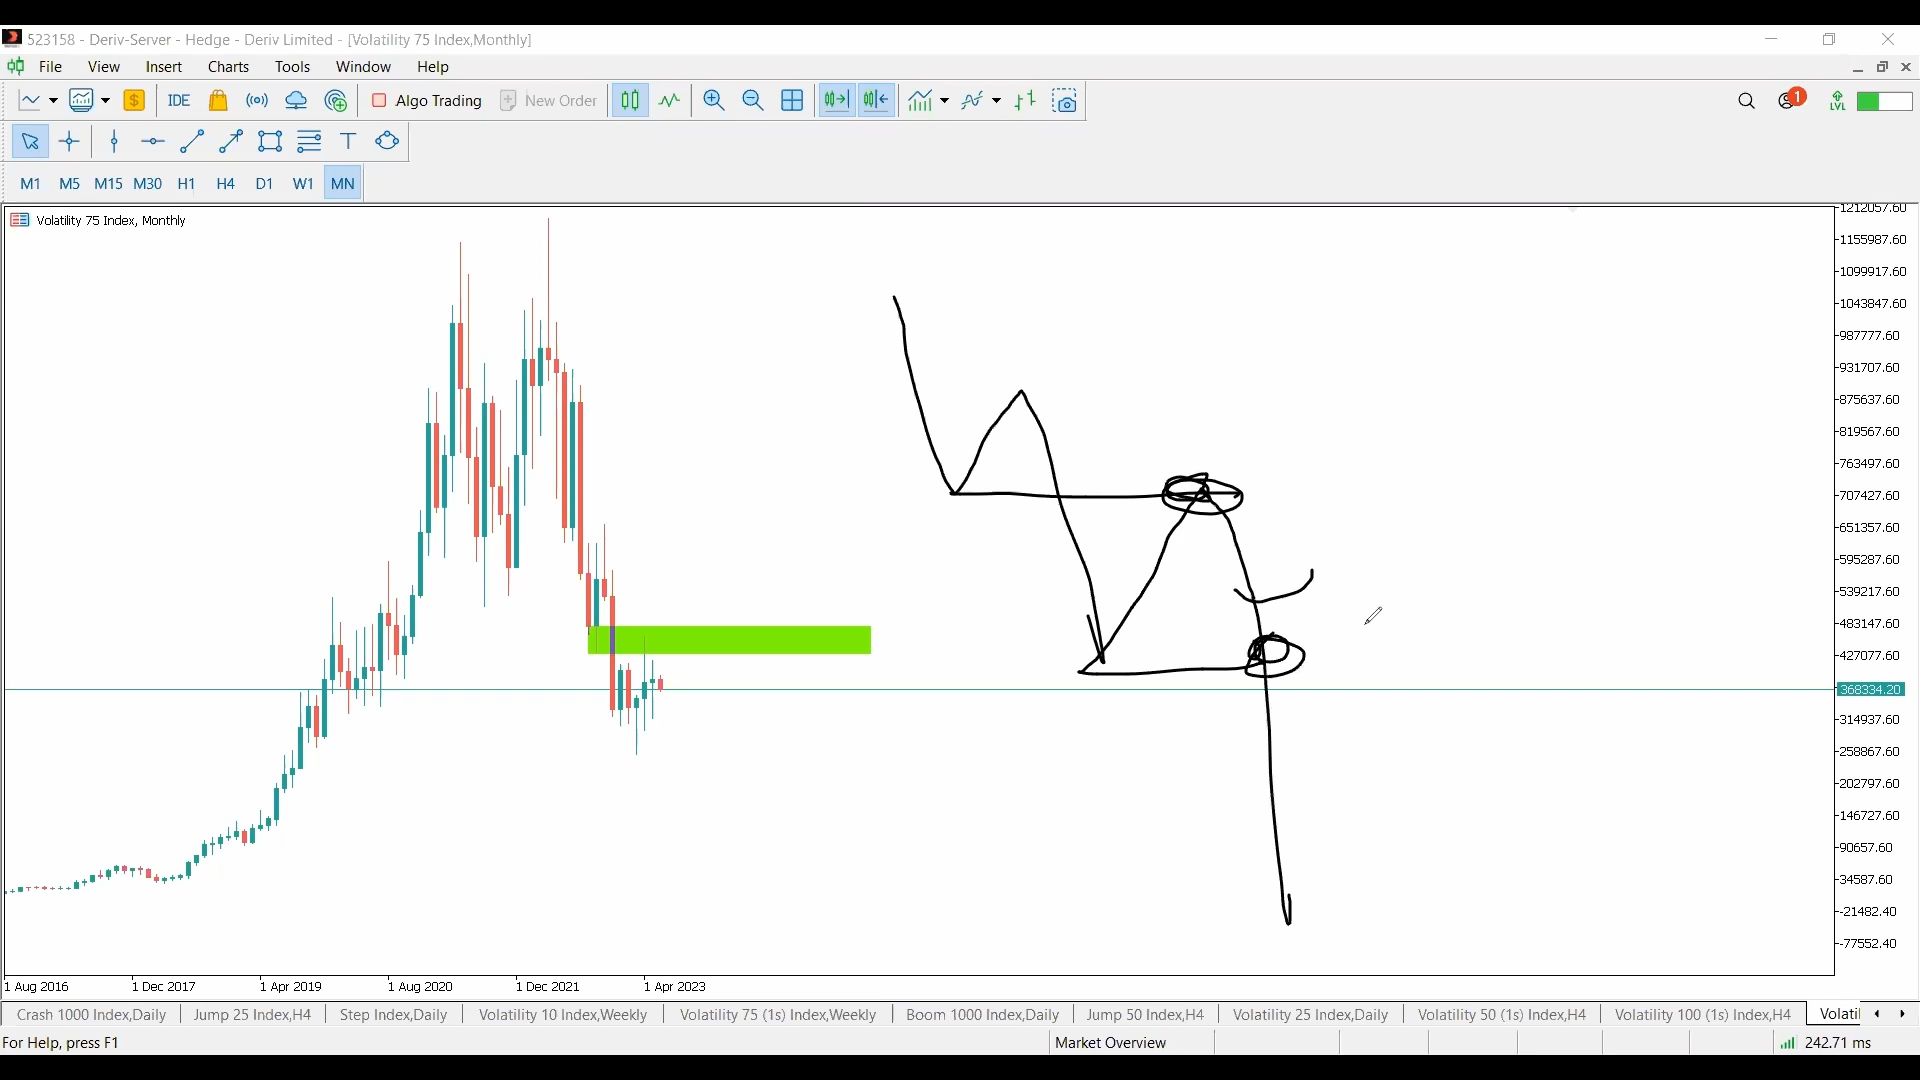 523158 - Deriv-Server - Hedge - Deriv Limited - [Volatility 75 Index,Monthly]
File View Insert Charts Tools Window Help
IDE Algo Trading New Order 1 LVL
T
M1 M5 M15 M30 H1 H4 D1 W1 MN
Volatility 75 Index, Monthly
1212057.60
1155987.60
1099917.60
1043847.60
987777.60
931707.60
875637.60
819567.60
763497.60
707427.60
651357.60
595287.60
539217.60
483147.60
427077.60
368334.20
314937.60
258867.60
202797.60
146727.60
90657.60
34587.60
-21482.40
-77552.40
1 Aug 2016 1 Dec 2017 1 Apr 2019 1 Aug 2020 1 Dec 2021 1 Apr 2023
Crash 1000 Index,Daily Jump 25 Index,H4 Step Index,Daily Volatility 10 Index,Weekly Volatility 75 (1s) Index,Weekly Boom 1000 Index,Daily Jump 50 Index,H4 Volatility 25 Index,Daily Volatility 50 (1s) Index,H4 Volatility 100 (1s) Index,H4 Volatil
For Help, press F1 Market Overview 242.71 ms